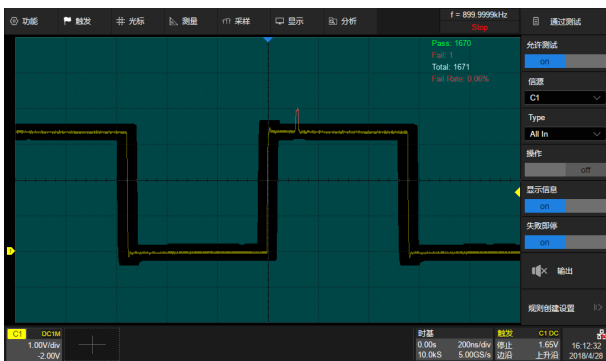 功能 触发 光标 测量 采样 显示 分析
f = 899.9999kHz
Stop
通过测试
Pass: 1670
Fail: 1
Total: 1671
Fail Rate: 0.06%
允许测试
on
信源
C1
Type
All In
操作
off
显示信息
on
失败即停
on
输出
规则创建设置
C1 DC1M
1.00V/div
-2.00V
时基
0.00s 200ns/div
10.0kS 5.00GS/s
触发 C1 DC
停止 1.65V
边沿 上升沿
16:12:32
2018/4/20